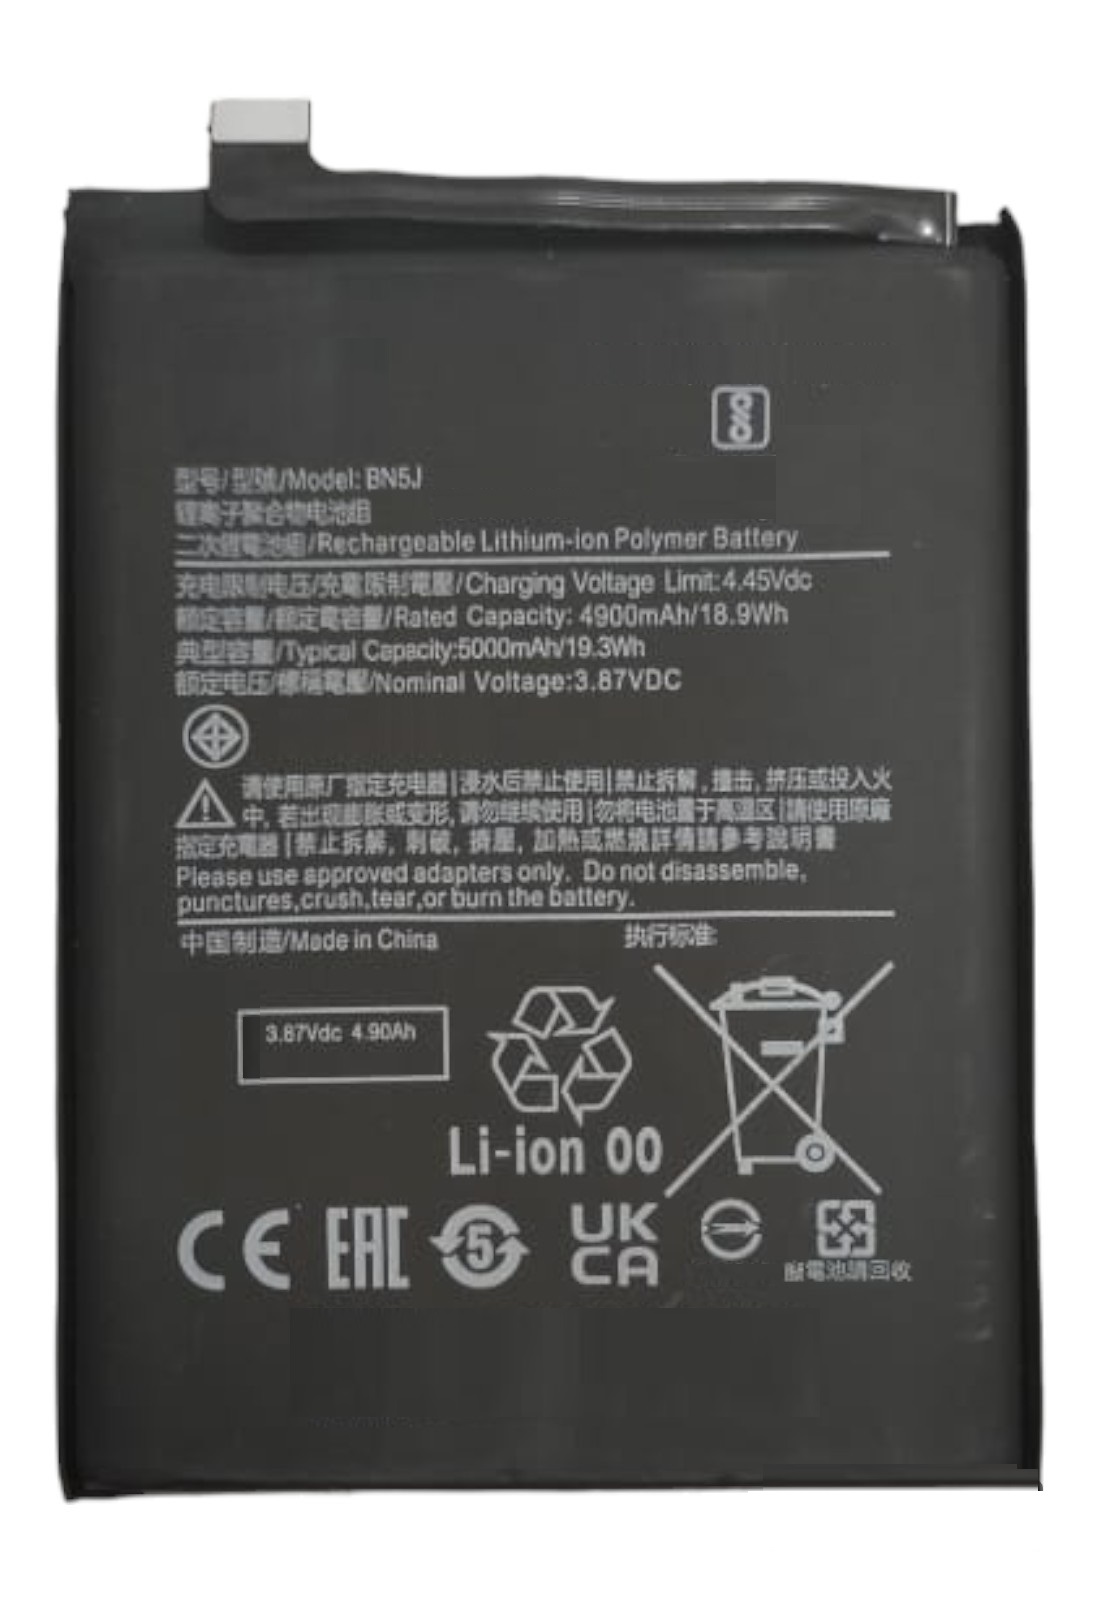 型号/型號/Model: BN5J
锂离子聚合物电池组
二次鋰電池組/Rechargeable Lithium-ion Polymer Battery
充电限制电压/充電限制電壓/Charging Voltage Limit:4.45Vdc
额定容量/額定電容量/Rated Capacity: 4900mAh/18.9Wh
典型容量/Typical Capacity:5000mAh/19.3Wh
额定电压/標稱電壓/Nominal Voltage:3.87VDC
请使用原厂指定充电器|浸水后禁止使用|禁止拆解，撞击，挤压或投入火
中，若出现膨胀或变形，请勿继续使用|勿将电池置于高温区|請使用原廠
指定充電器|禁止拆解，刺破，擠壓，加熱或燃燒詳情請參考說明書
Please use approved adapters only. Do not disassemble,
punctures,crush,tear,or burn the battery.
中国制造/Made in China 执行标准:
3.87Vdc 4.90Ah
Li-ion 00
CE EAC 5 UK CA
廢電池請回收